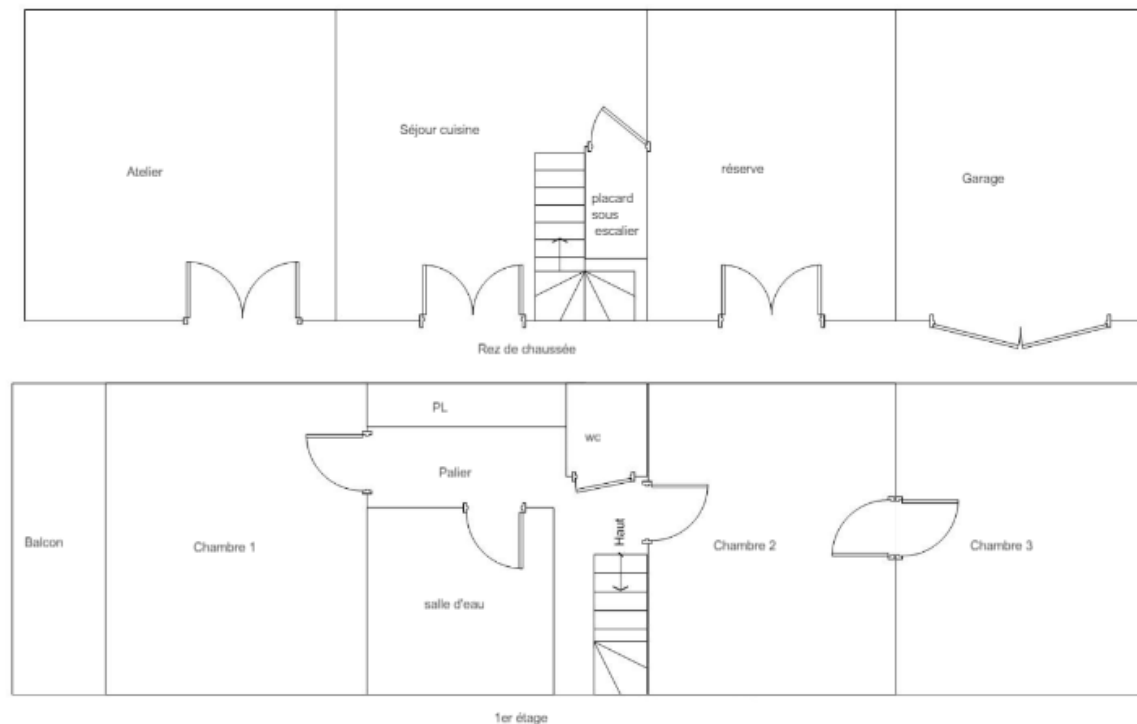 Séjour cuisine
Atelier
réserve
Garage
placard
sous
escalier
Rez de chaussée
PL
wc
Palier
Haut
Balcon
Chambre 1
Chambre 2
Chambre 3
salle d'eau
1er étage